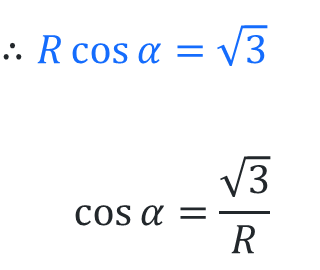 ∴ R cos α = √3
cos α = √3/R